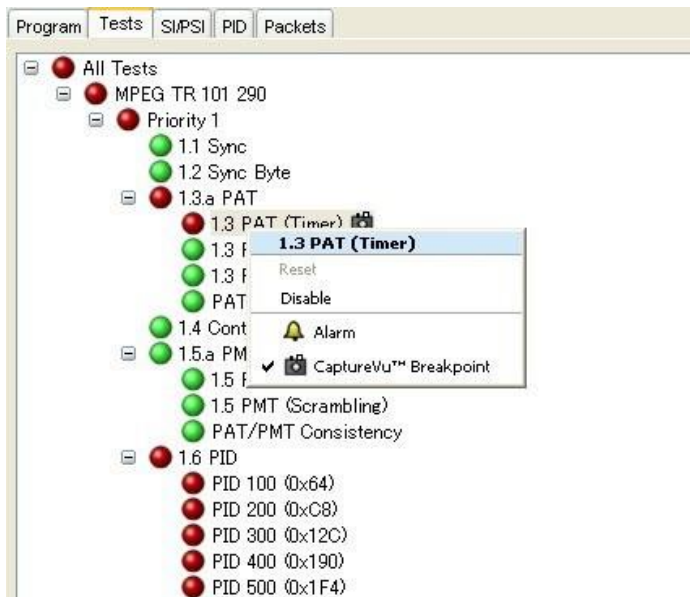 Program Tests SI/PSI PID Packets
All Tests
MPEG TR 101 290
Priority 1
1.1 Sync
1.2 Sync Byte
1.3.a PAT
1.3 PAT (Timer)
1.3 PAT (Timer)
1.3
Reset
1.3
Disable
PAT
1.4 Cont
Alarm
1.5.a PM
CaptureVu™ Breakpoint
1.5
1.5 PMT (Scrambling)
PAT/PMT Consistency
1.6 PID
PID 100 (0x64)
PID 200 (0xC8)
PID 300 (0x12C)
PID 400 (0x190)
PID 500 (0x1F4)